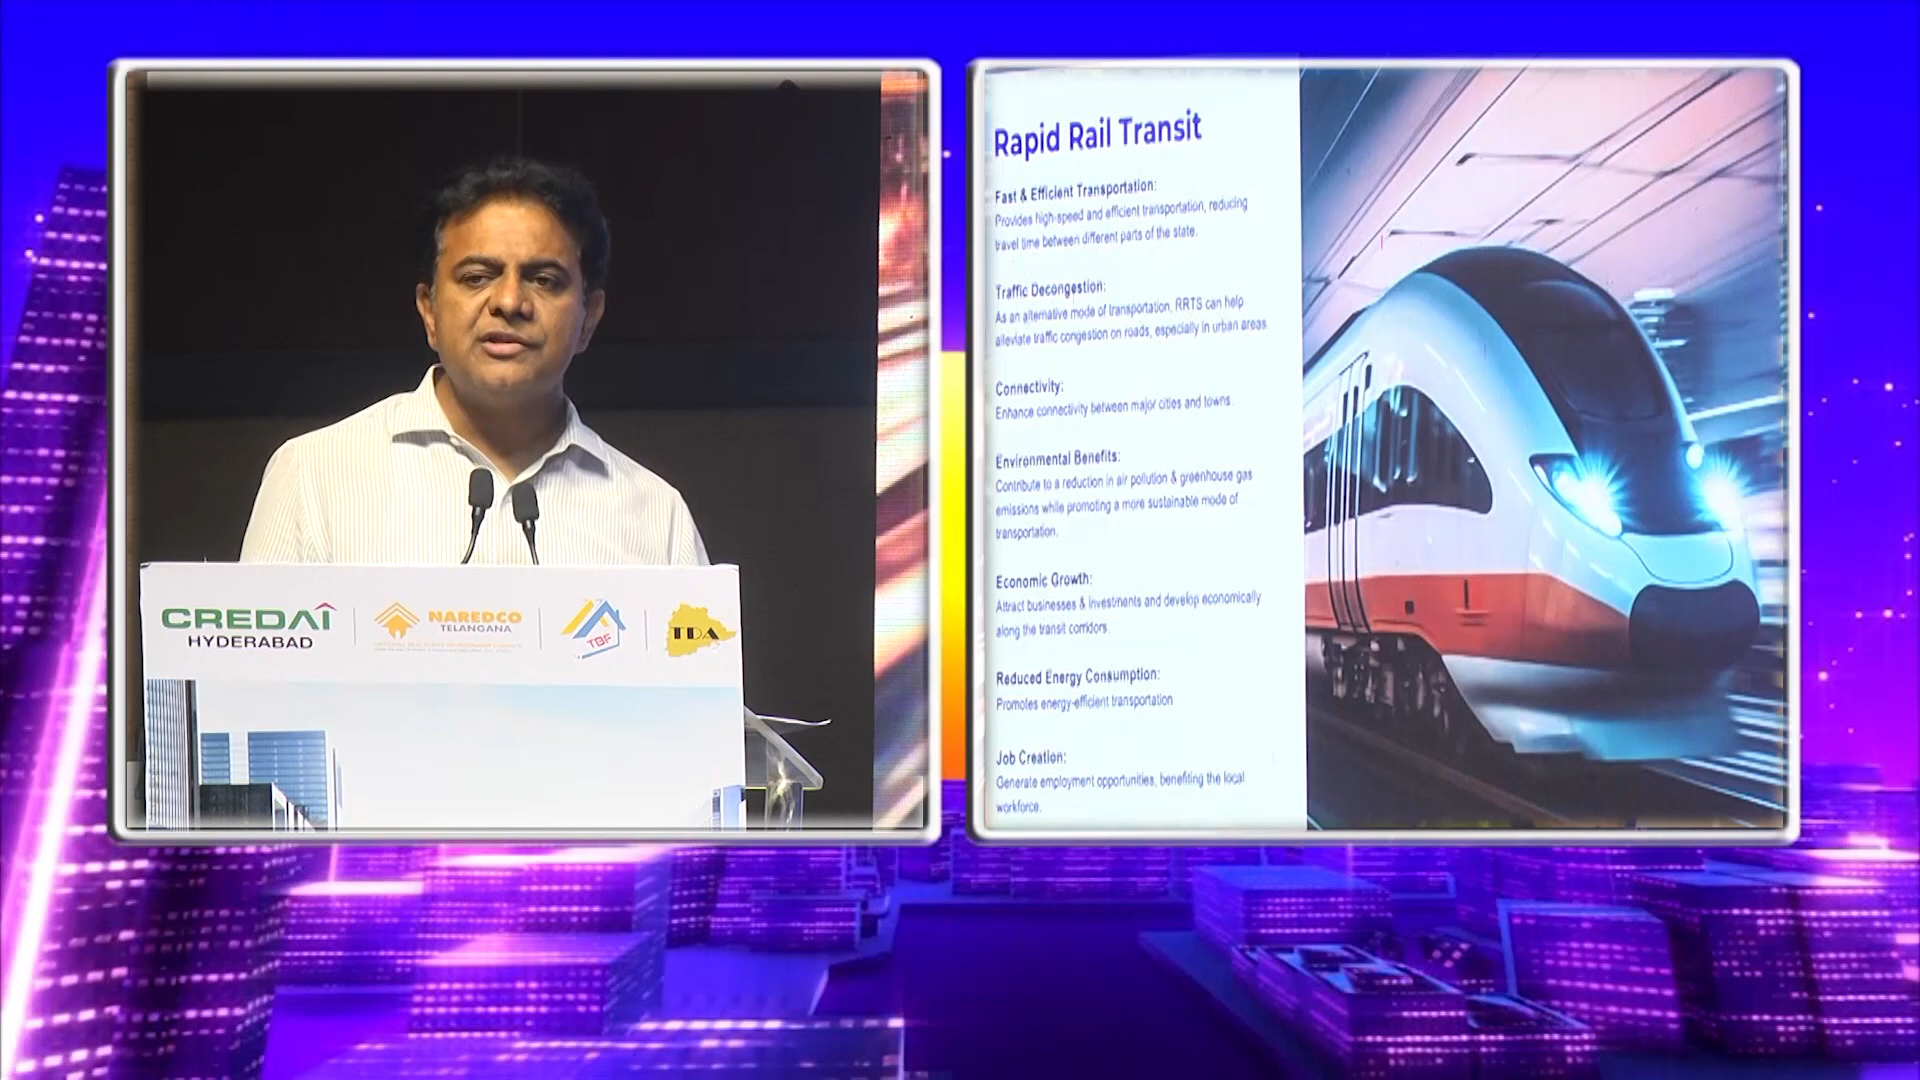 CREDAI
HYDERABAD
NAREDCO
TELANGANA
TBF
TDA
Rapid Rail Transit
Fast & Efficient Transportation:
Provides high-speed and efficient transportation, reducing
travel time between different parts of the state.
Traffic Decongestion:
As an alternative mode of transportation, RRTS can help
alleviate traffic congestion on roads, especially in urban areas.
Connectivity:
Enhance connectivity between major cities and towns.
Environmental Benefits:
Contribute to a reduction in air pollution & greenhouse gas
emissions while promoting a more sustainable mode of
transportation.
Economic Growth:
Attract businesses & investments and develop economically
along the transit corridors.
Reduced Energy Consumption:
Promotes energy-efficient transportation
Job Creation:
Generate employment opportunities, benefiting the local
workforce.